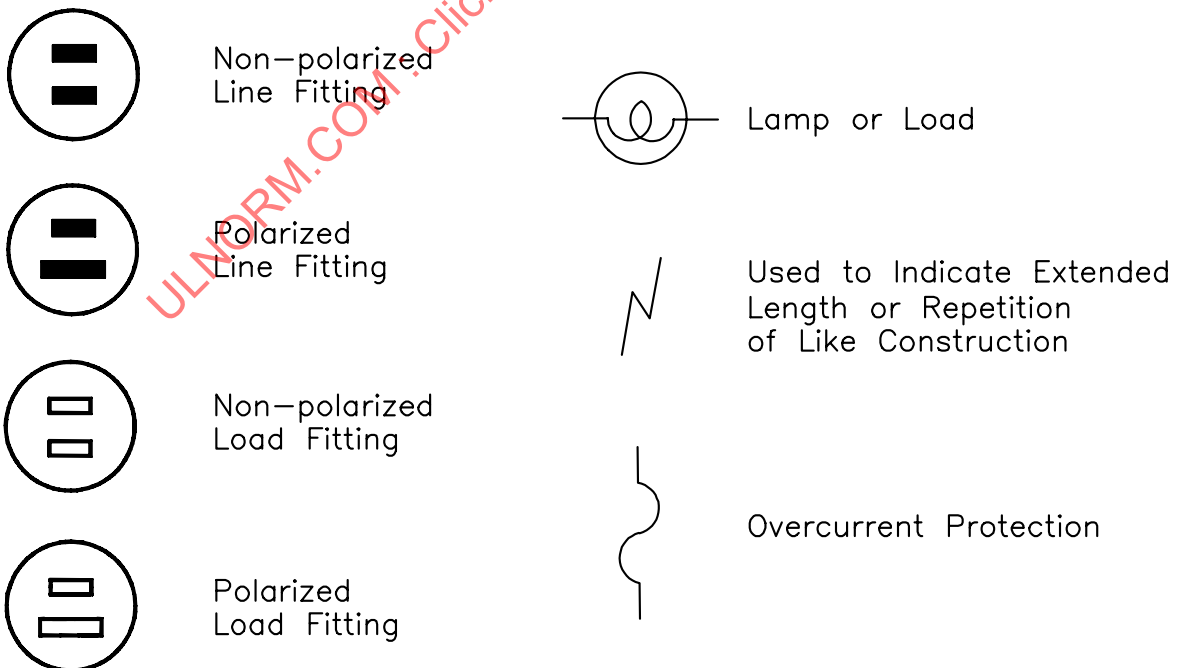 Non-polarized
Line Fitting
Polarized
Line Fitting
Non-polarized
Load Fitting
Polarized
Load Fitting
Lamp or Load
Used to Indicate Extended
Length or Repetition
of Like Construction
Overcurrent Protection
ULNORM.COM : Click